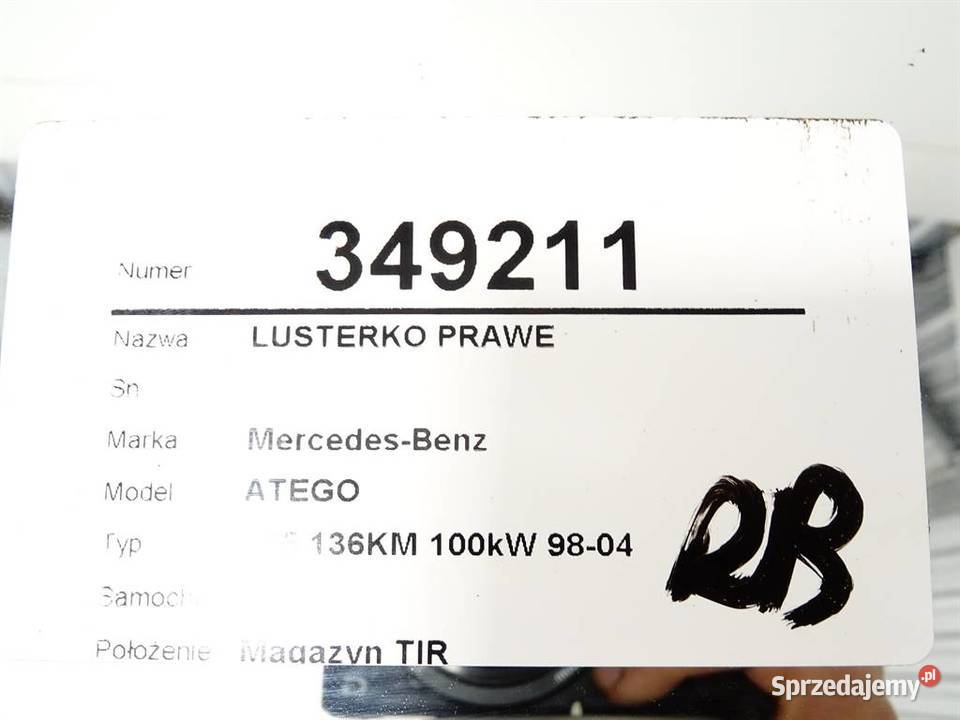 Numer 349211
Nazwa LUSTERKO PRAWE
Sn
Marka Mercedes-Benz
Model ATEGO
Typ 136KM 100kW 98-04
Położenie Magazyn TIR
Sprzedajemy.pl